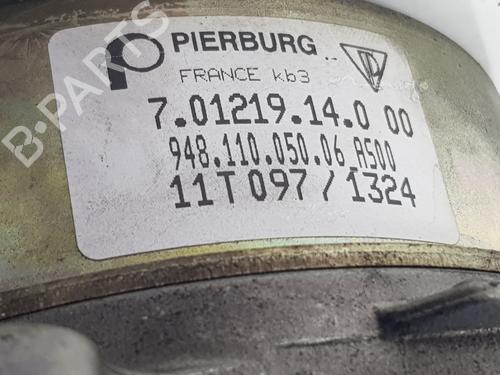 PIERBURG
FRANCE kb3
7.01219.14.0 00
948.110.050.06 A500
11T097/1324
B-PARTS